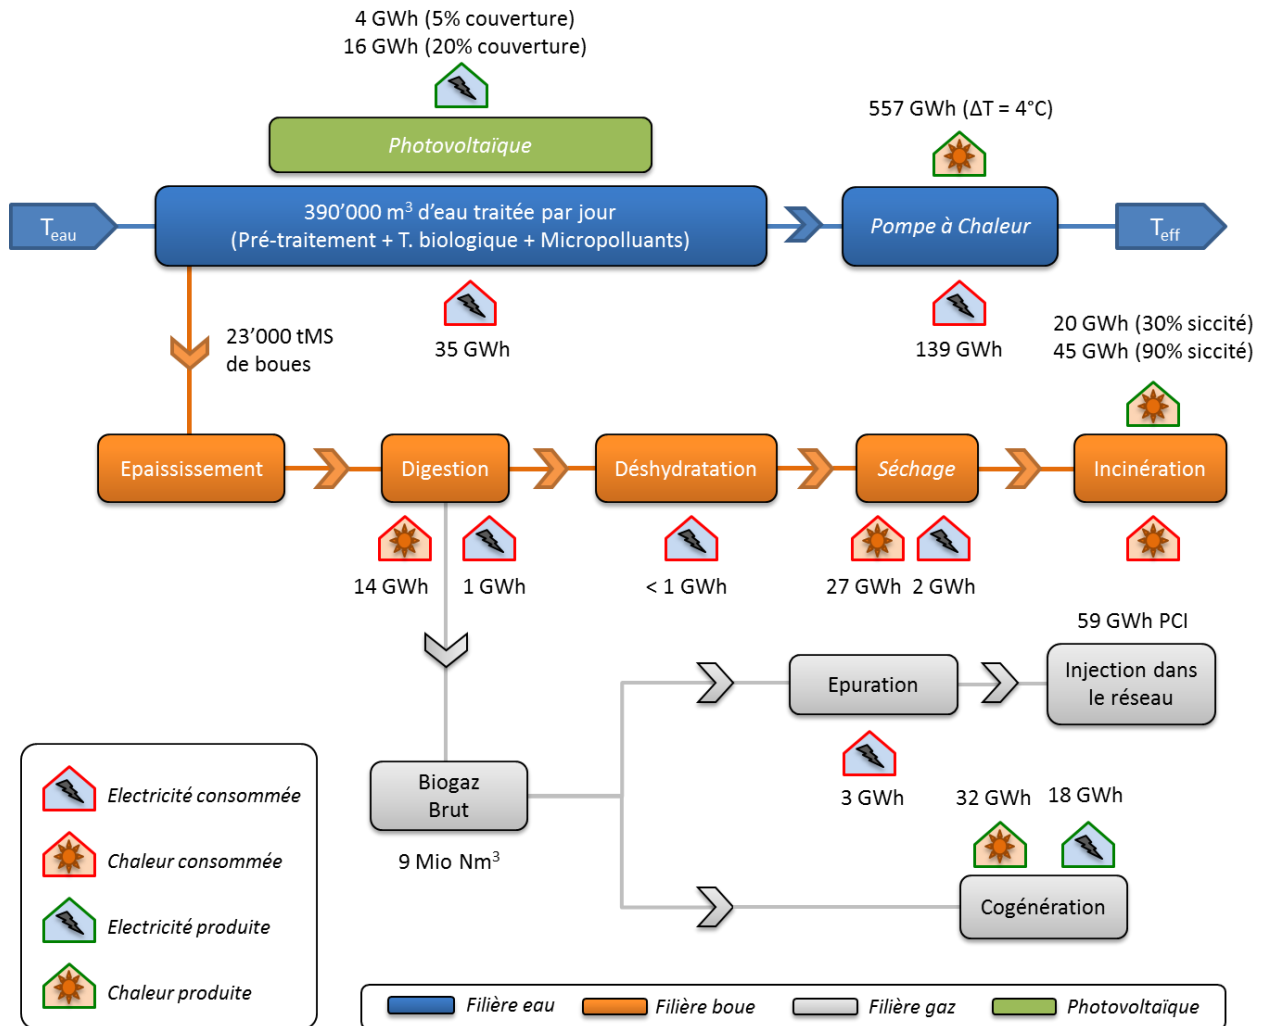 4 GWh (5% couverture)
16 GWh (20% couverture)
557 GWh (ΔT = 4°C)
Photovoltaïque
T_eau
390’000 m³ d’eau traitée par jour
(Pré-traitement + T. biologique + Micropolluants)
Pompe à Chaleur
T_eff
35 GWh
139 GWh
23’000 tMS
de boues
20 GWh (30% siccité)
45 GWh (90% siccité)
Epaississement
Digestion
Déshydratation
Séchage
Incinération
14 GWh
1 GWh
< 1 GWh
27 GWh
2 GWh
59 GWh PCI
Epuration
Injection dans
le réseau
3 GWh
Biogaz
Brut
9 Mio Nm³
32 GWh
18 GWh
Cogénération
Electricité consommée
Chaleur consommée
Electricité produite
Chaleur produite
Filière eau
Filière boue
Filière gaz
Photovoltaïque